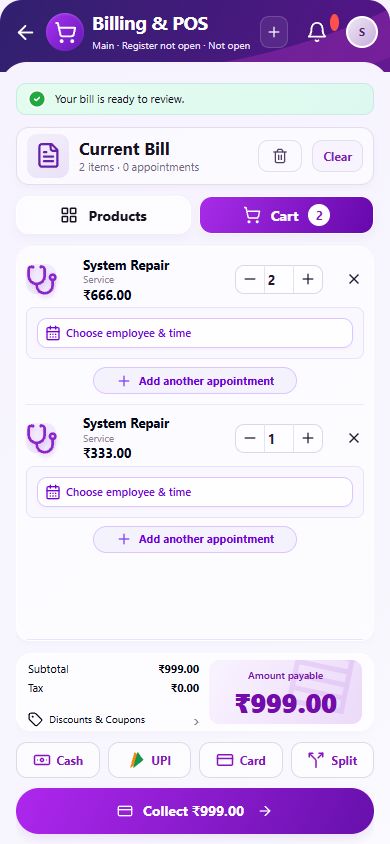 Billing & POS
Main · Register not open · Not open
S
Your bill is ready to review.
Current Bill
2 items · 0 appointments
Clear
Products
Cart 2
System Repair
Service
₹666.00
2
Choose employee & time
Add another appointment
System Repair
Service
₹333.00
1
Choose employee & time
Add another appointment
Subtotal ₹999.00
Tax ₹0.00
Discounts & Coupons
Amount payable
₹999.00
Cash
UPI
Card
Split
Collect ₹999.00